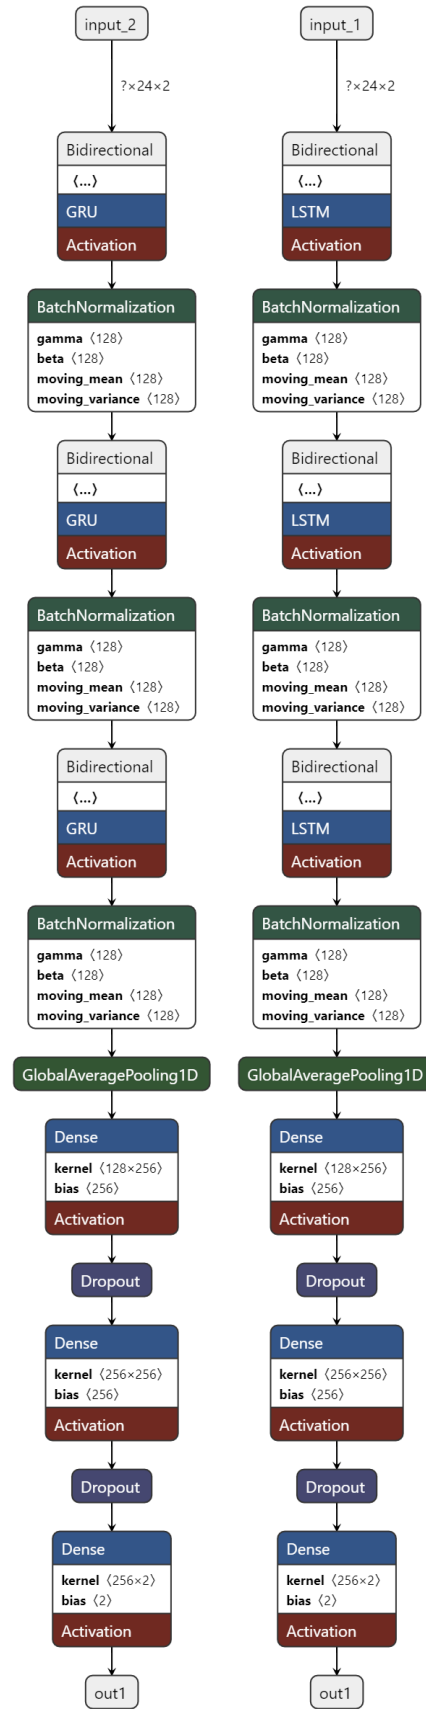 input_2
?×24×2
Bidirectional
⟨...⟩
GRU
Activation
BatchNormalization
gamma ⟨128⟩
beta ⟨128⟩
moving_mean ⟨128⟩
moving_variance ⟨128⟩
Bidirectional
⟨...⟩
GRU
Activation
BatchNormalization
gamma ⟨128⟩
beta ⟨128⟩
moving_mean ⟨128⟩
moving_variance ⟨128⟩
Bidirectional
⟨...⟩
GRU
Activation
BatchNormalization
gamma ⟨128⟩
beta ⟨128⟩
moving_mean ⟨128⟩
moving_variance ⟨128⟩
GlobalAveragePooling1D
Dense
kernel ⟨128×256⟩
bias ⟨256⟩
Activation
Dropout
Dense
kernel ⟨256×256⟩
bias ⟨256⟩
Activation
Dropout
Dense
kernel ⟨256×2⟩
bias ⟨2⟩
Activation
out1
input_1
?×24×2
Bidirectional
⟨...⟩
LSTM
Activation
BatchNormalization
gamma ⟨128⟩
beta ⟨128⟩
moving_mean ⟨128⟩
moving_variance ⟨128⟩
Bidirectional
⟨...⟩
LSTM
Activation
BatchNormalization
gamma ⟨128⟩
beta ⟨128⟩
moving_mean ⟨128⟩
moving_variance ⟨128⟩
Bidirectional
⟨...⟩
LSTM
Activation
BatchNormalization
gamma ⟨128⟩
beta ⟨128⟩
moving_mean ⟨128⟩
moving_variance ⟨128⟩
GlobalAveragePooling1D
Dense
kernel ⟨128×256⟩
bias ⟨256⟩
Activation
Dropout
Dense
kernel ⟨256×256⟩
bias ⟨256⟩
Activation
Dropout
Dense
kernel ⟨256×2⟩
bias ⟨2⟩
Activation
out1